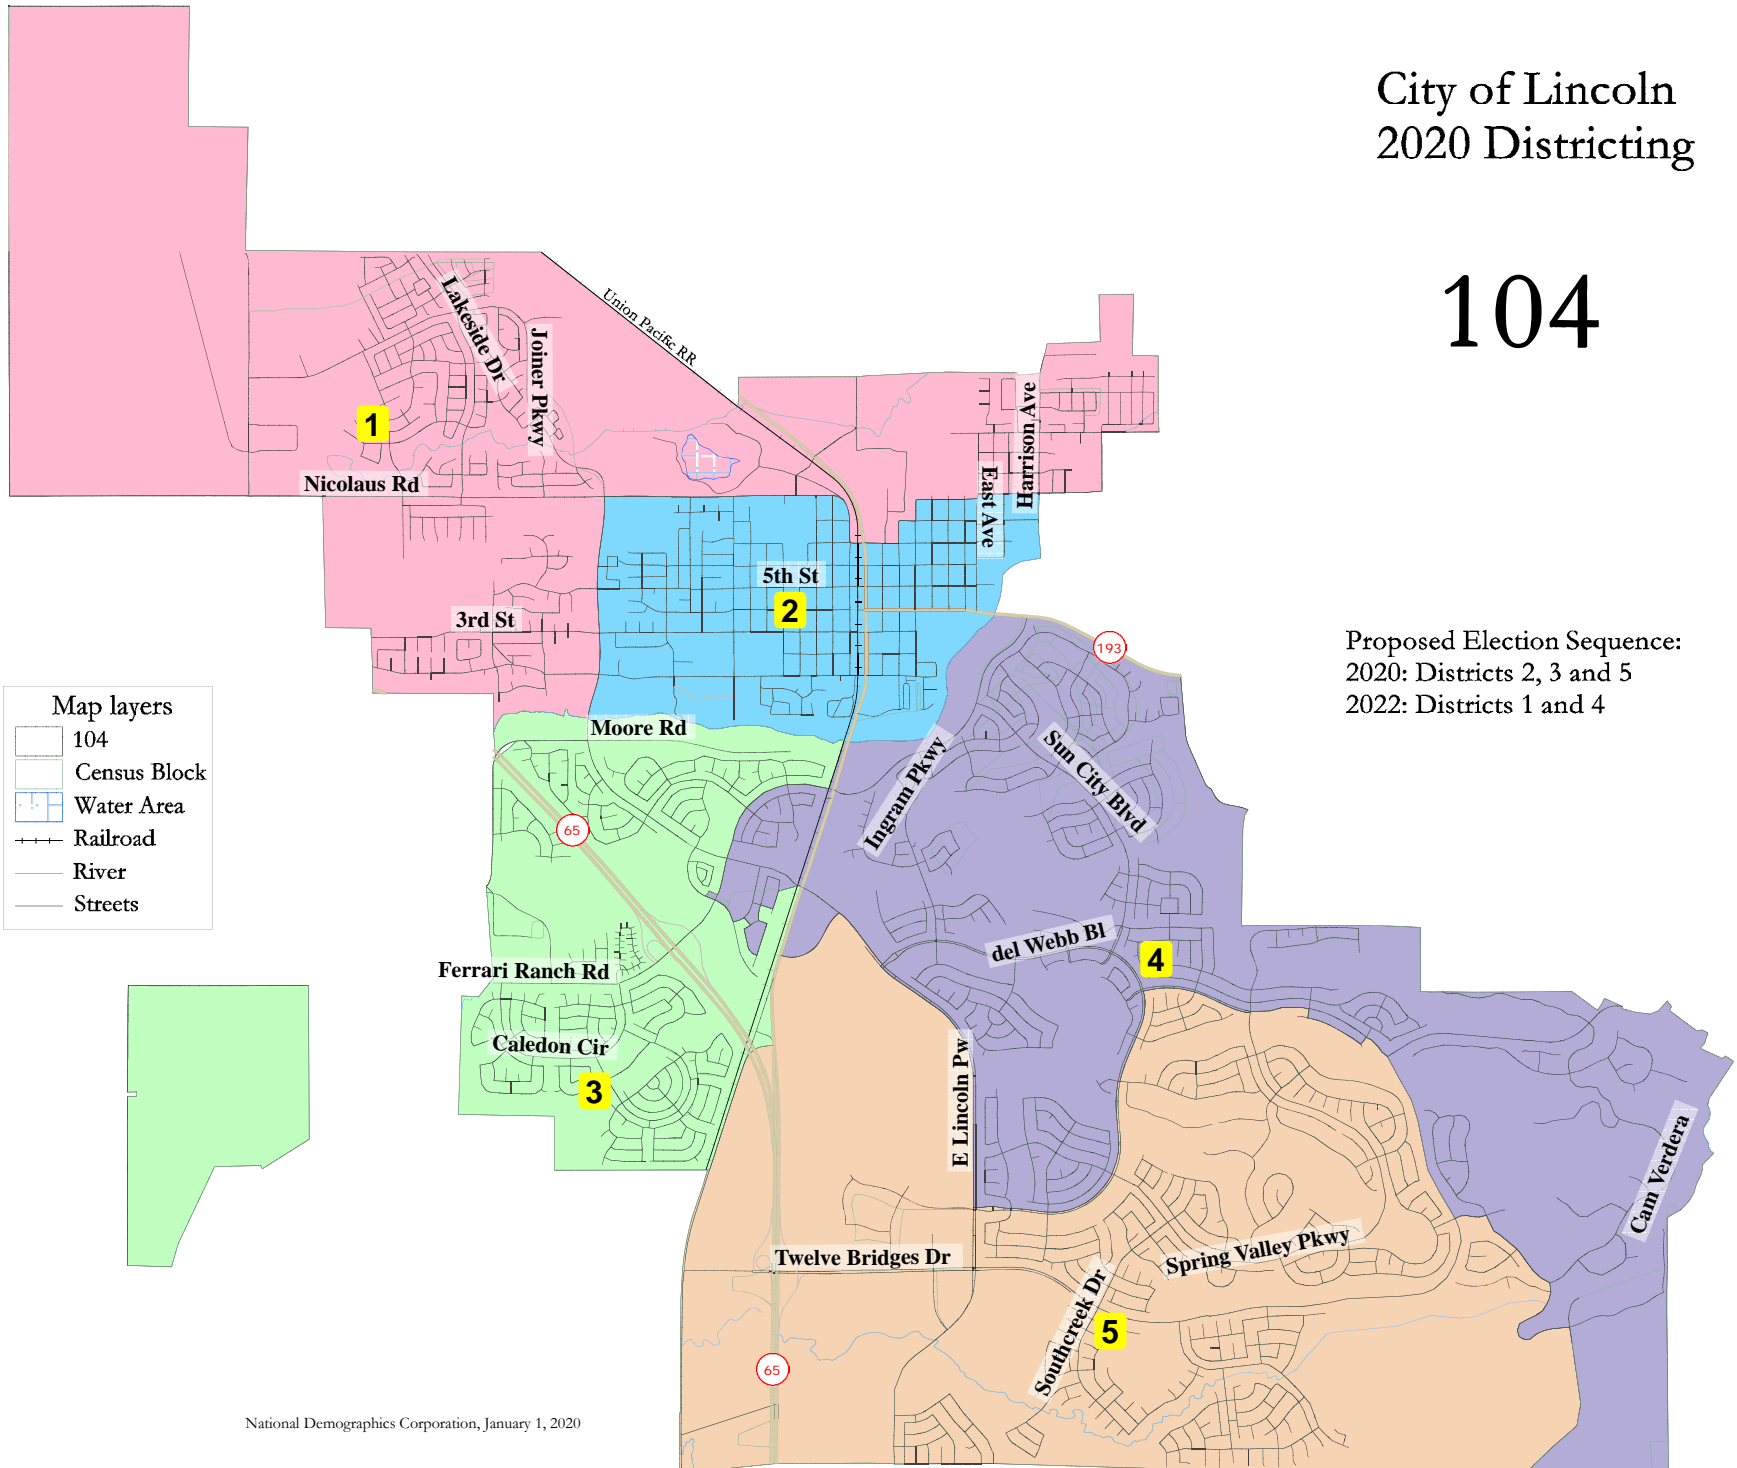 City of Lincoln
2020 Districting
104
Union Pacific RR
Lakeside Dr
Joiner Pkwy
Harrison Ave
East Ave
1
Nicolaus Rd
5th St
2
3rd St
193
Proposed Election Sequence:
2020: Districts 2, 3 and 5
2022: Districts 1 and 4
Map layers
104
Census Block
Water Area
Railroad
River
Streets
Moore Rd
Ingram Pkwy
Sun City Blvd
65
del Webb Bl
4
Ferrari Ranch Rd
Caledon Cir
3
E Lincoln Pw
Cam Verdera
Twelve Bridges Dr
Spring Valley Pkwy
Southcreek Dr
5
65
National Demographics Corporation, January 1, 2020